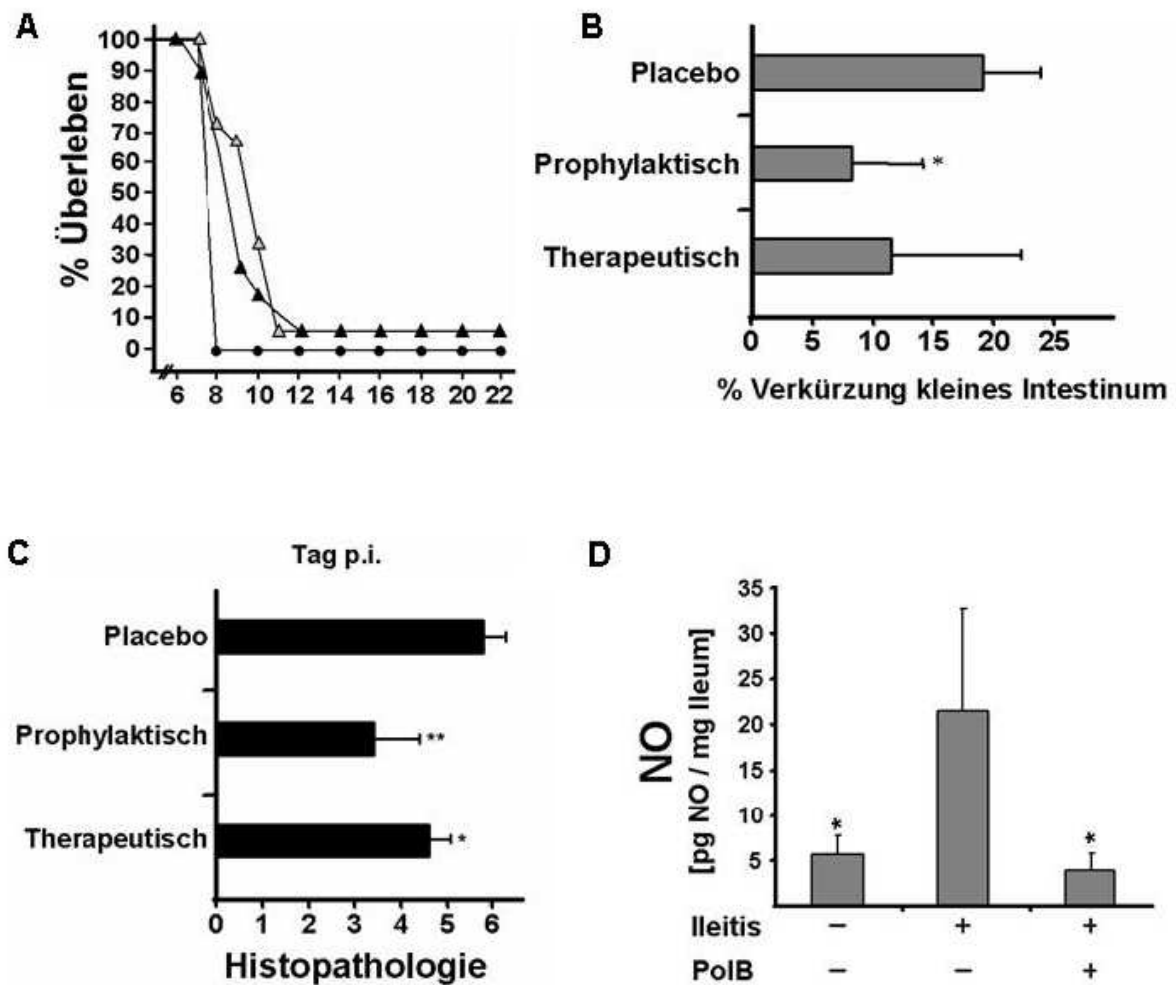 A
% Überleben
100
90
80
70
60
50
40
30
20
10
0
6 8 10 12 14 16 18 20 22
B
Placebo
Prophylaktisch
Therapeutisch
*
0 5 10 15 20 25
% Verkürzung kleines Intestinum
C
Tag p.i.
Placebo
Prophylaktisch
Therapeutisch
**
*
0 1 2 3 4 5 6
Histopathologie
D
NO
[pg NO / mg Ileum]
35
30
25
20
15
10
5
* *
Ileitis - + +
PolB - - +